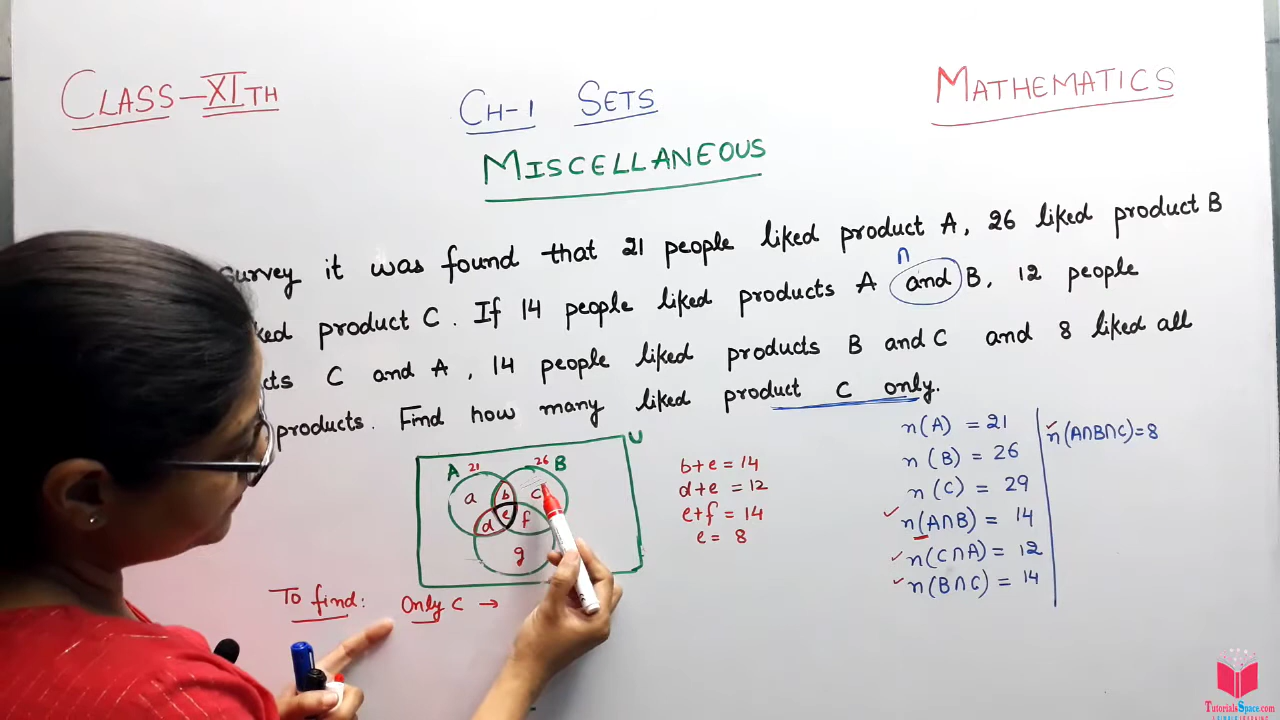 CLASS-XITH
CH-1 SETS
MATHEMATICS
MISCELLANEOUS
survey it was found that 21 people liked product A, 26 liked product B
product C. If 14 people liked products A and B, 12 people
∩
C and A, 14 people liked products B and C and 8 liked all
products. Find how many liked product C only.
U
A 21
26 B
a
b
c
d
e
f
g
b+e = 14
d+e = 12
e+f = 14
e = 8
n(A) = 21
n(B) = 26
n(C) = 29
n(A∩B) = 14
n(C∩A) = 12
n(B∩C) = 14
n(A∩B∩C)=8
To find: Only C →
TutorialsSpace.com